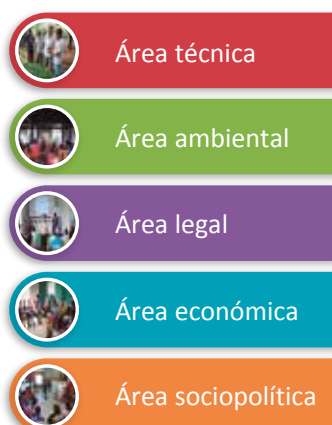 Área técnica
Área ambiental
Área legal
Área económica
Área sociopolítica